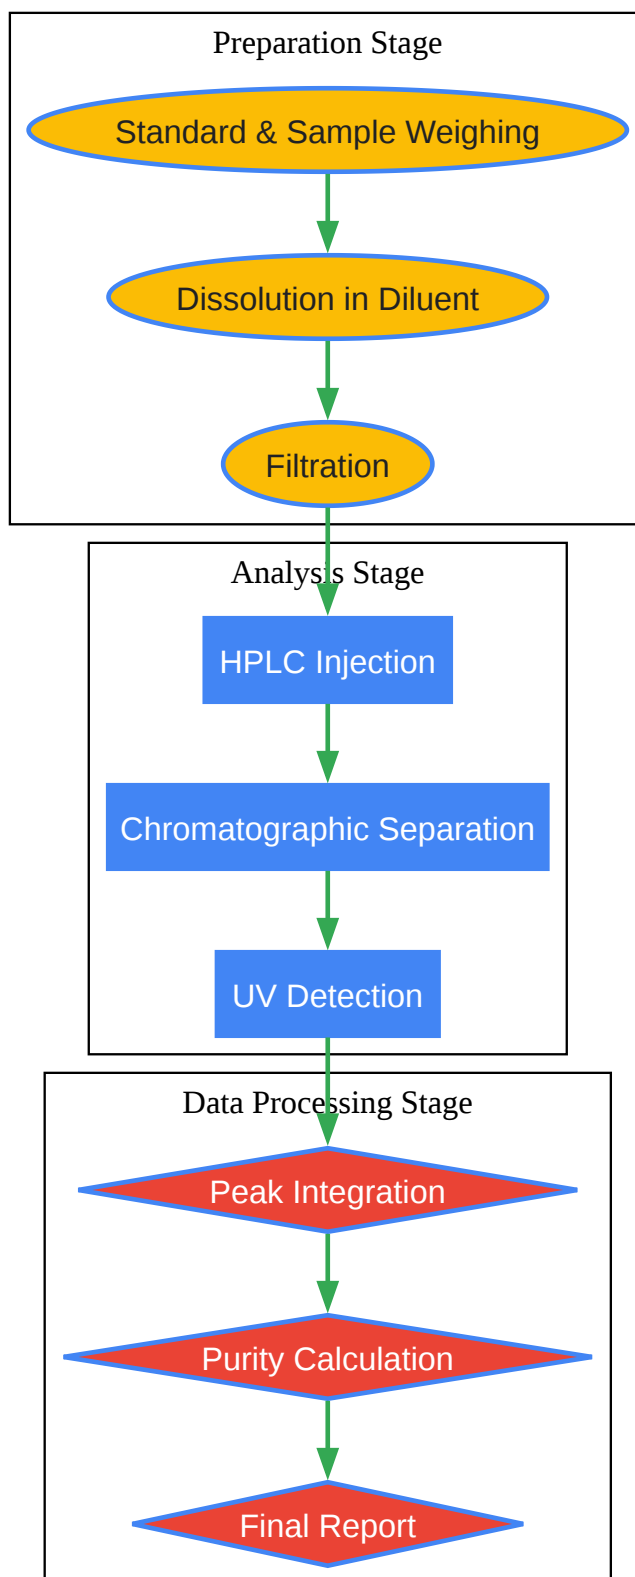 Preparation Stage
Standard & Sample Weighing
Dissolution in Diluent
Filtration
Analysis Stage
HPLC Injection
Chromatographic Separation
UV Detection
Data Processing Stage
Peak Integration
Purity Calculation
Final Report